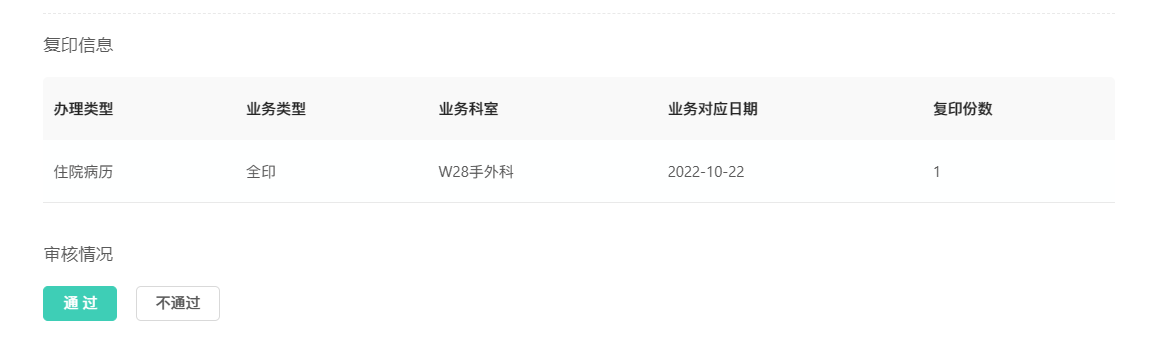 复印信息
办理类型 业务类型 业务科室 业务对应日期 复印份数
住院病历 全印 W28手外科 2022-10-22 1
审核情况
通过 不通过